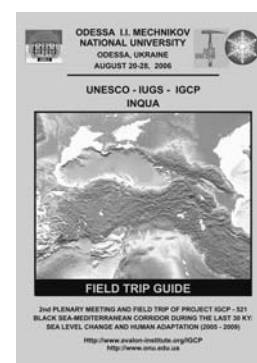 ODESSA I.I. MECHNIKOV
NATIONAL UNIVERSITY
ODESSA, UKRAINE
AUGUST 20-28, 2006
UNESCO - IUGS - IGCP
INQUA
FIELD TRIP GUIDE
2nd PLENARY MEETING AND FIELD TRIP OF PROJECT IGCP - 521
BLACK SEA-MEDITERRANEAN CORRIDOR DURING THE LAST 30 KY:
SEA LEVEL CHANGE AND HUMAN ADAPTATION (2005 - 2009)
Http://www.avalon-institute.org/IGCP
http://www.onu.edu.ua